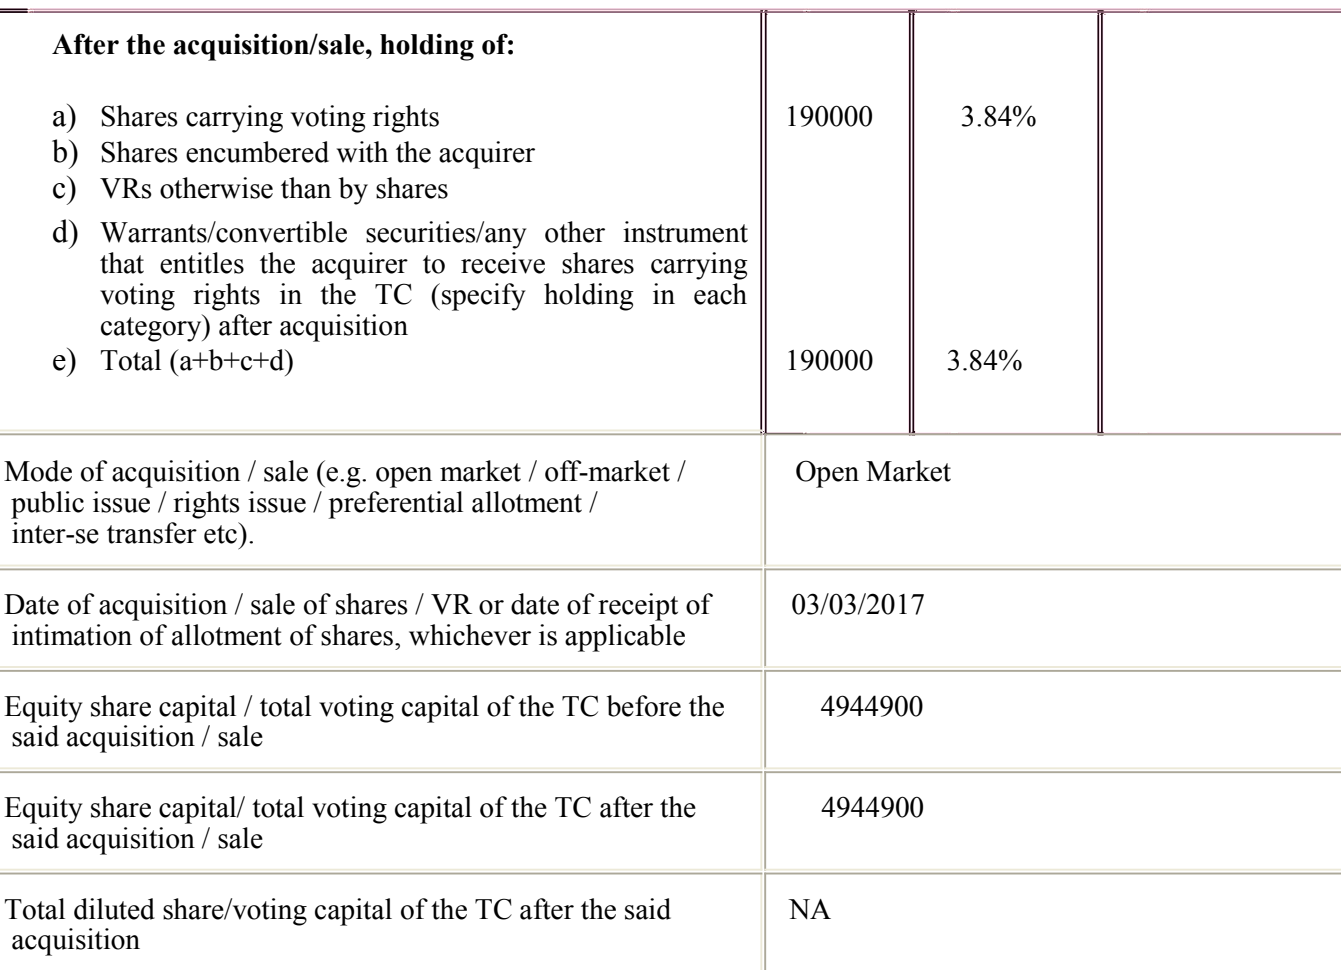 After the acquisition/sale, holding of:
a) Shares carrying voting rights 190000 3.84%
b) Shares encumbered with the acquirer
c) VRs otherwise than by shares
d) Warrants/convertible securities/any other instrument
that entitles the acquirer to receive shares carrying
voting rights in the TC (specify holding in each
category) after acquisition
e) Total (a+b+c+d) 190000 3.84%
Mode of acquisition / sale (e.g. open market / off-market / Open Market
public issue / rights issue / preferential allotment /
inter-se transfer etc).
Date of acquisition / sale of shares / VR or date of receipt of 03/03/2017
intimation of allotment of shares, whichever is applicable
Equity share capital / total voting capital of the TC before the 4944900
said acquisition / sale
Equity share capital/ total voting capital of the TC after the 4944900
said acquisition / sale
Total diluted share/voting capital of the TC after the said NA
acquisition